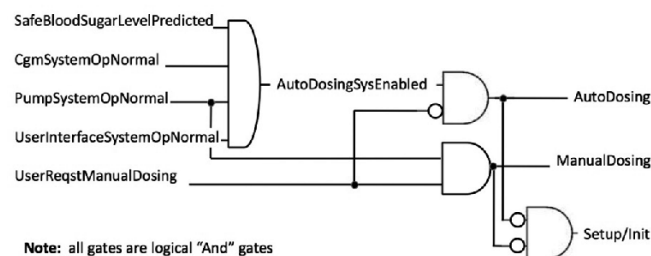 SafeBloodSugarLevelPredicted
CgmSystemOpNormal
AutoDosingSysEnabled
PumpSystemOpNormal
AutoDosing
UserInterfaceSystemOpNormal
ManualDosing
UserReqstManualDosing
Setup/Init
Note: all gates are logical “And” gates